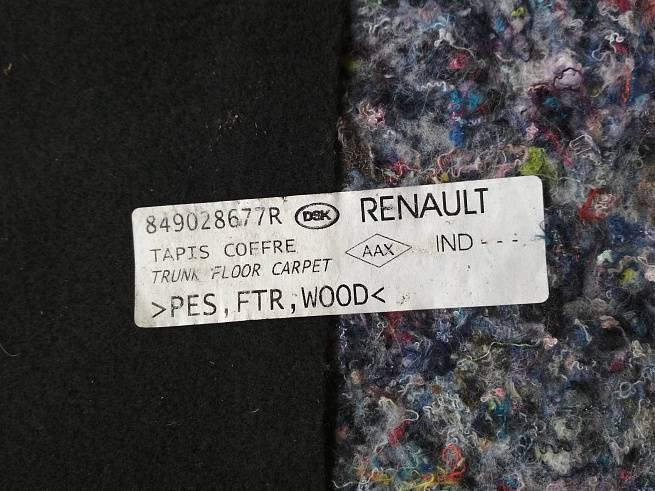 849028677R DSK RENAULT
TAPIS COFFRE AAX IND - - -
TRUNK FLOOR CARPET
>PES,FTR,WOOD<